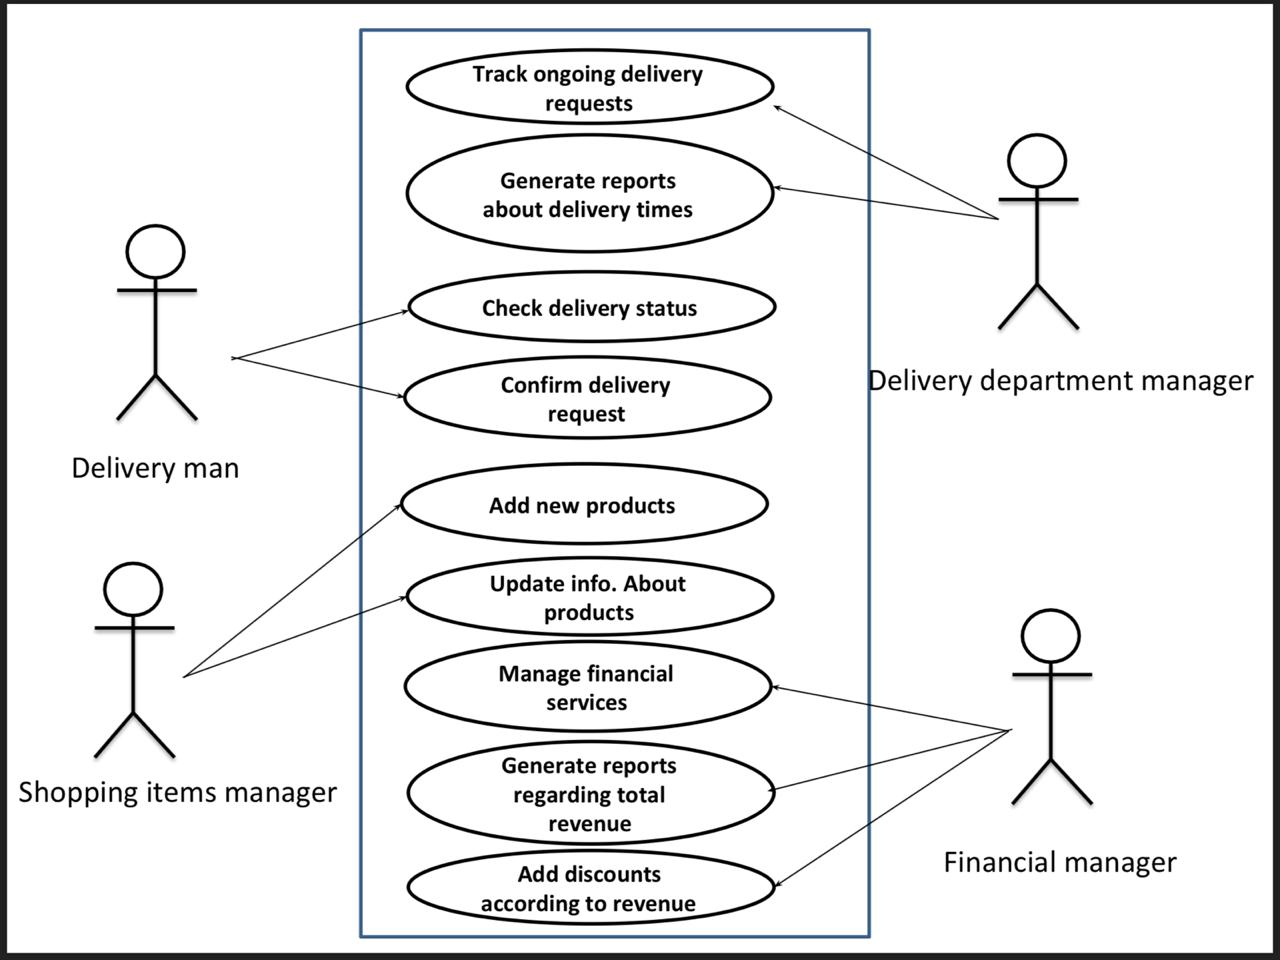 Track ongoing delivery
requests
Generate reports
about delivery times
Check delivery status
Confirm delivery
request
Delivery department manager
Delivery man
Add new products
Update info. About
products
Manage financial
services
Shopping items manager
Generate reports
regarding total
revenue
Financial manager
Add discounts
according to revenue